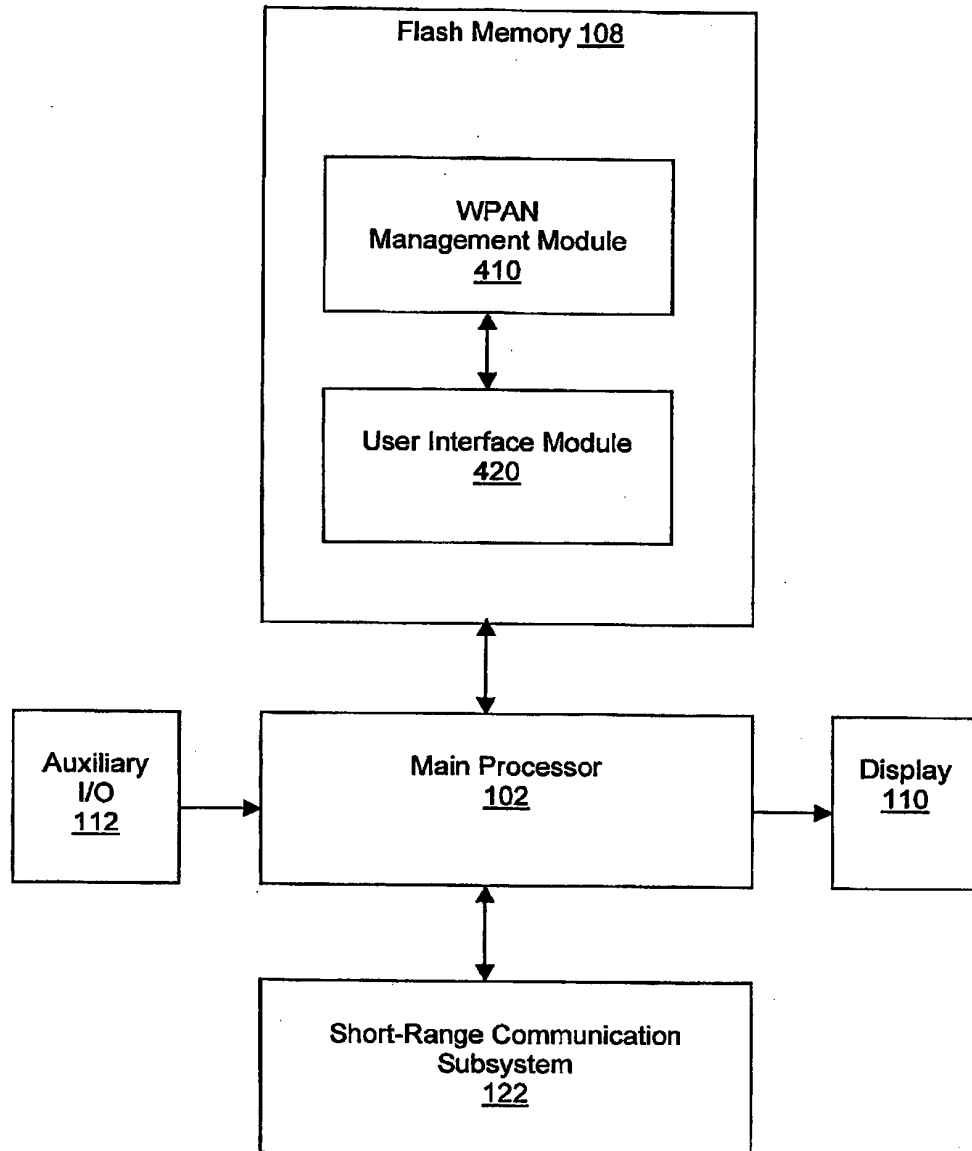 Flash Memory 108
WPAN
Management Module
410
User Interface Module
420
Auxiliary
I/O
112
Main Processor
102
Display
110
Short-Range Communication
Subsystem
122